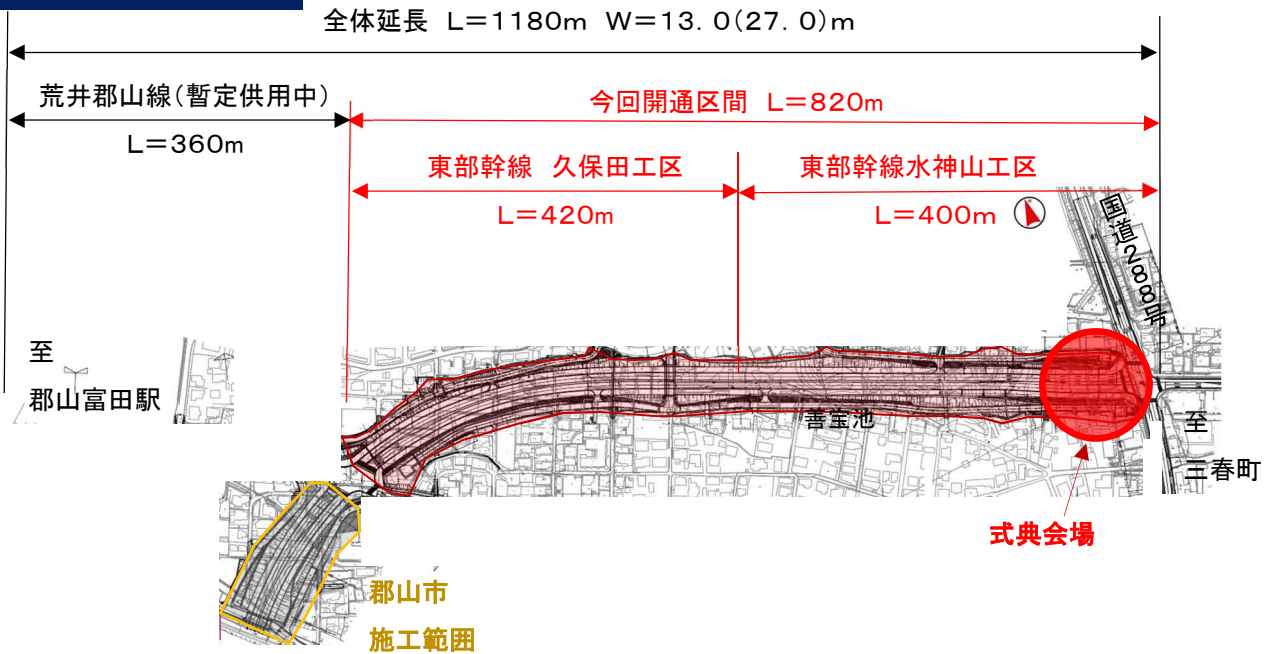 全体延長 L=1180m W=13.0(27.0)m
荒井郡山線(暫定供用中)
L=360m
今回開通区間 L=820m
東部幹線 久保田工区
L=420m
東部幹線水神山工区
L=400m
国道288号
至
郡山富田駅
善宝池
至
三春町
式典会場
郡山市
施工範囲